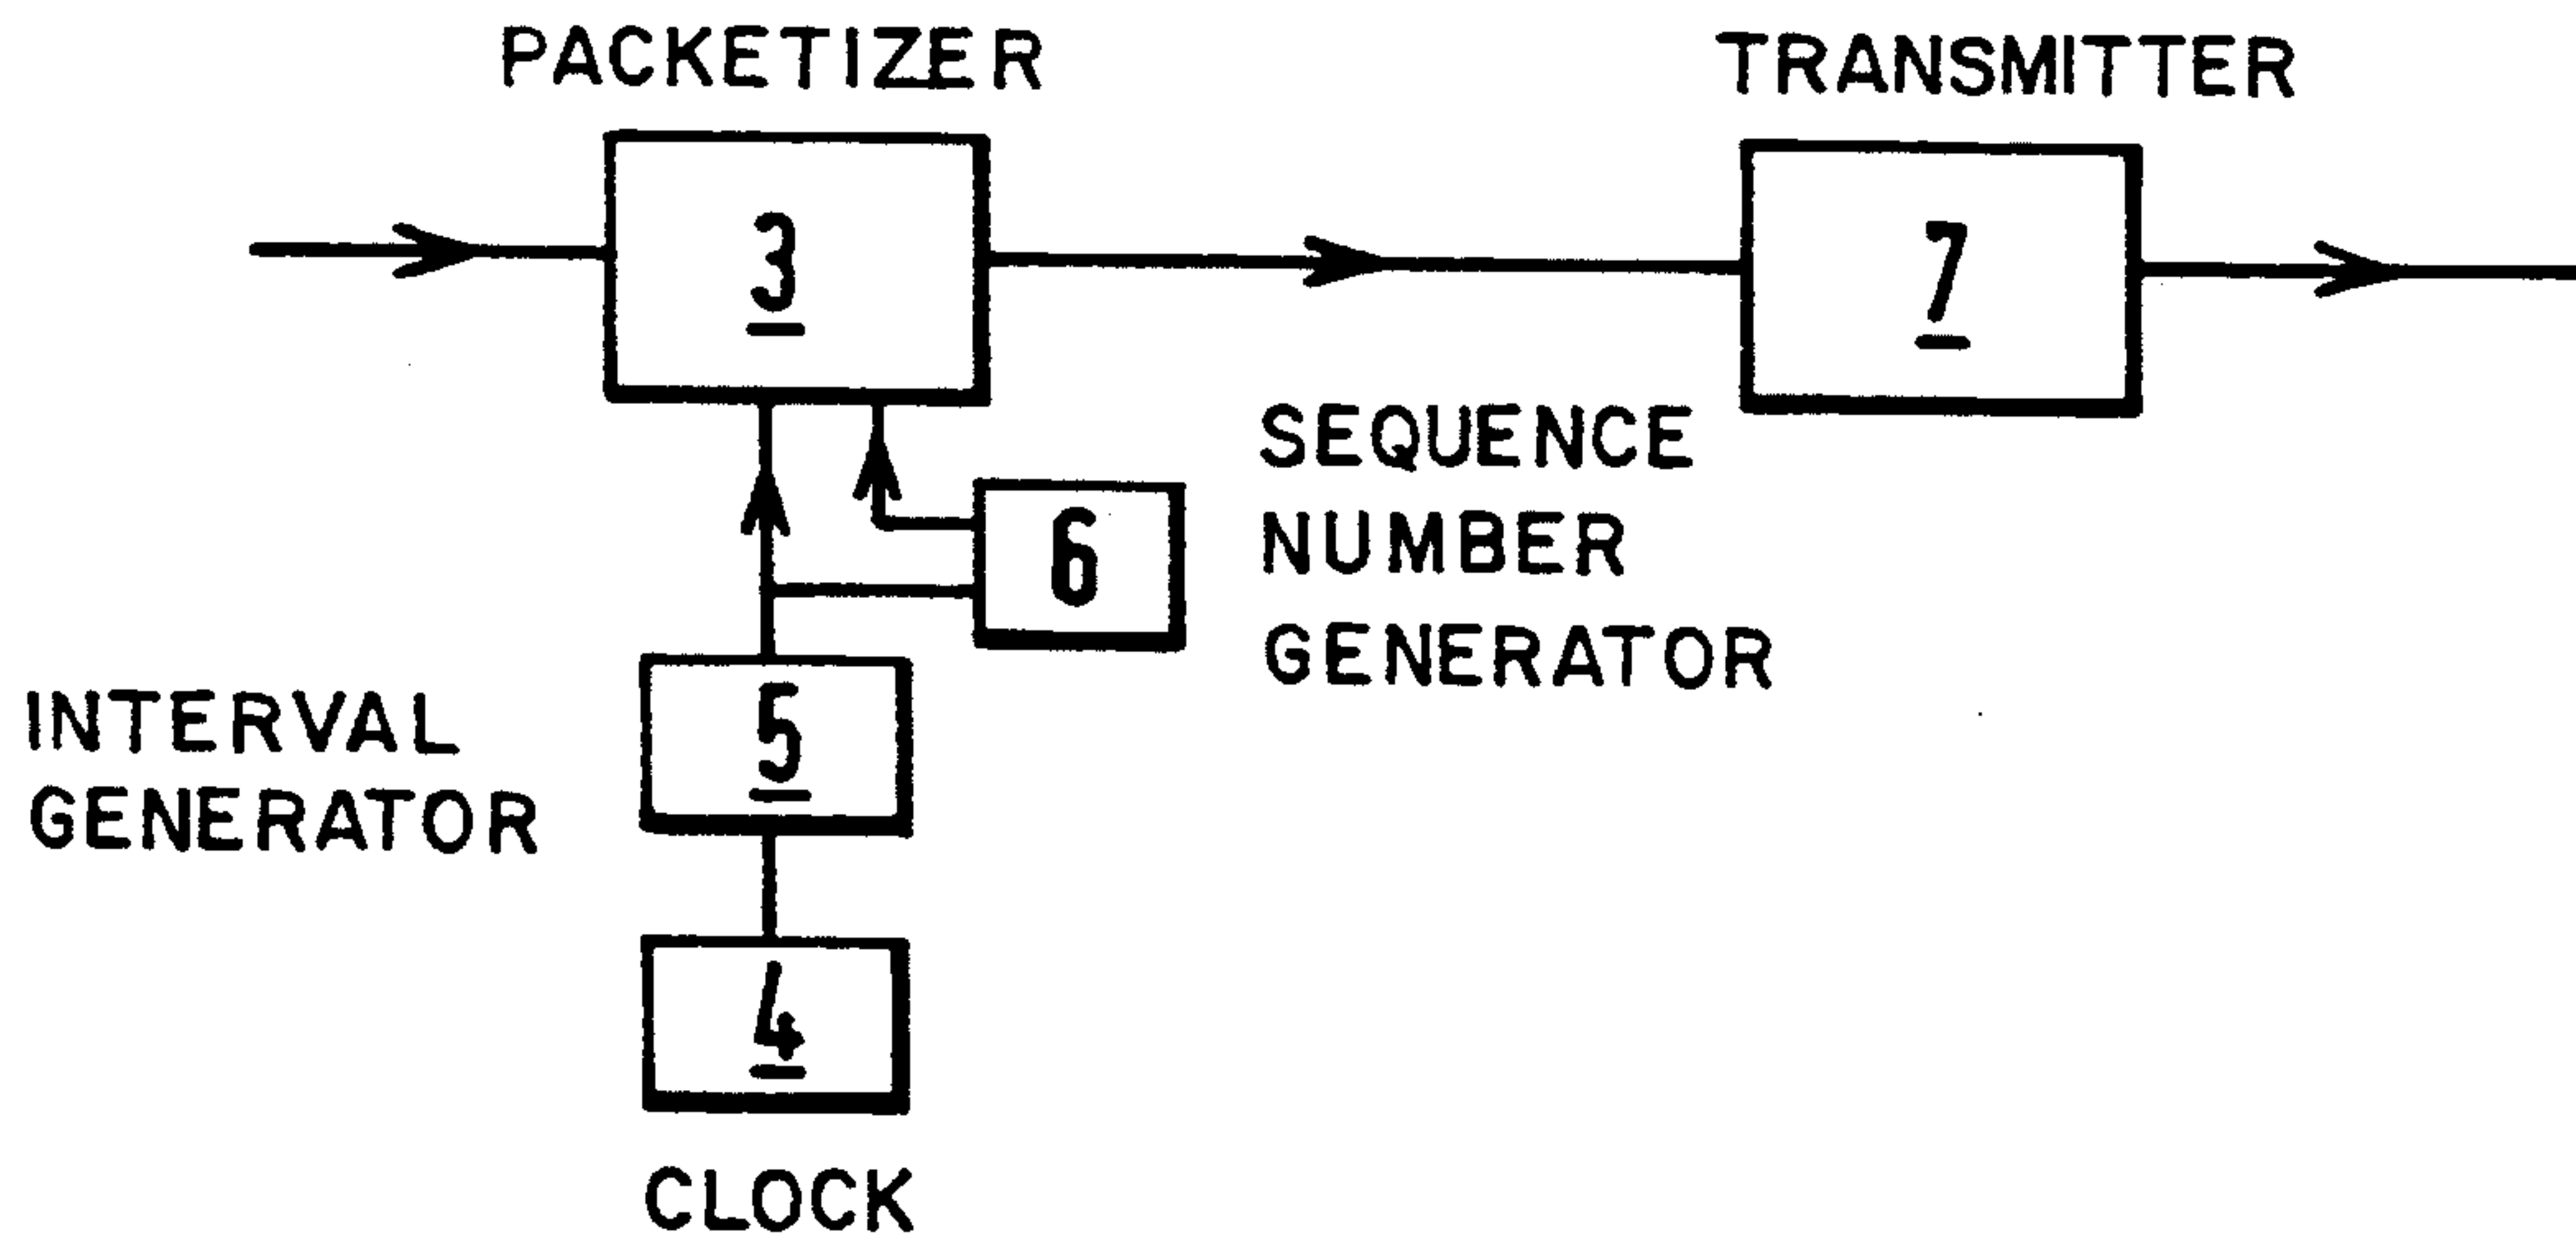 PACKETIZER
TRANSMITTER
3
7
SEQUENCE
NUMBER
GENERATOR
6
INTERVAL
GENERATOR
5
4
CLOCK